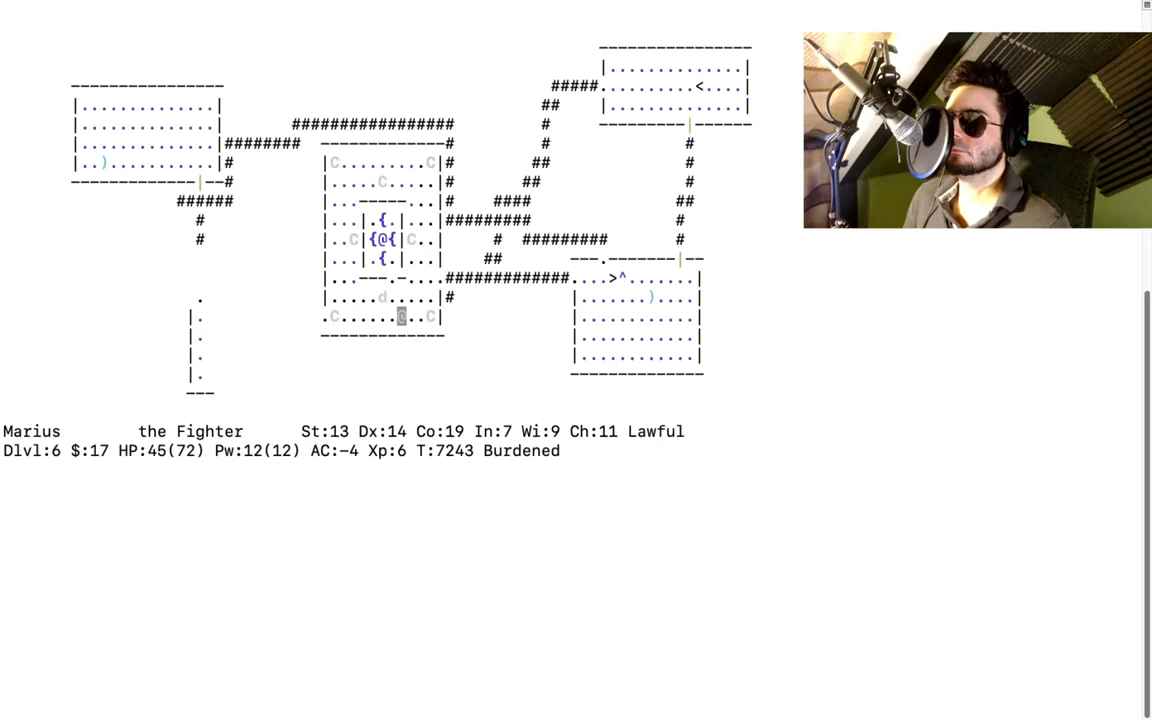 ----------------
|..............|
#####.........<....|
---------------- |.............|
|.............| ## |.............|
|.............| ################# # ---------|------
|.............|######## -------------# # #
|..)..........|# |C.........C|# ## #
-------------|--# |.....C.....|# ## #
###### |...-----...|# #### ##
# |...|.{.|...|######### #
# |..C|{@{|C..| # ######### #
|...|.{.|...| ## ---.-------|--
|...---.-....#############....>^.......|
. |.....d.....|# |........)...|
|. .C......@..C| |............|
|. ------------- |............|
|. |............|
|. --------------
---
Marius the Fighter St:13 Dx:14 Co:19 In:7 Wi:9 Ch:11 Lawful
Dlvl:6 $:17 HP:45(72) Pw:12(12) AC:-4 Xp:6 T:7243 Burdened